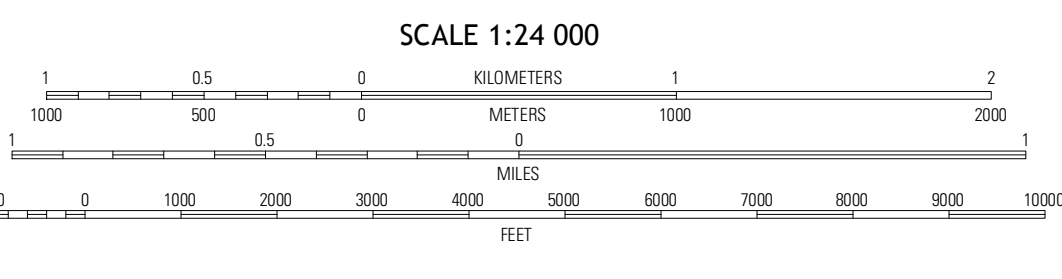 SCALE 1:24 000
1 0.5 0 KILOMETERS 1 2
1000 500 0 METERS 1000 2000
1 0.5 0 1
MILES
0 0 1000 2000 3000 4000 5000 6000 7000 8000 9000 10000
FEET